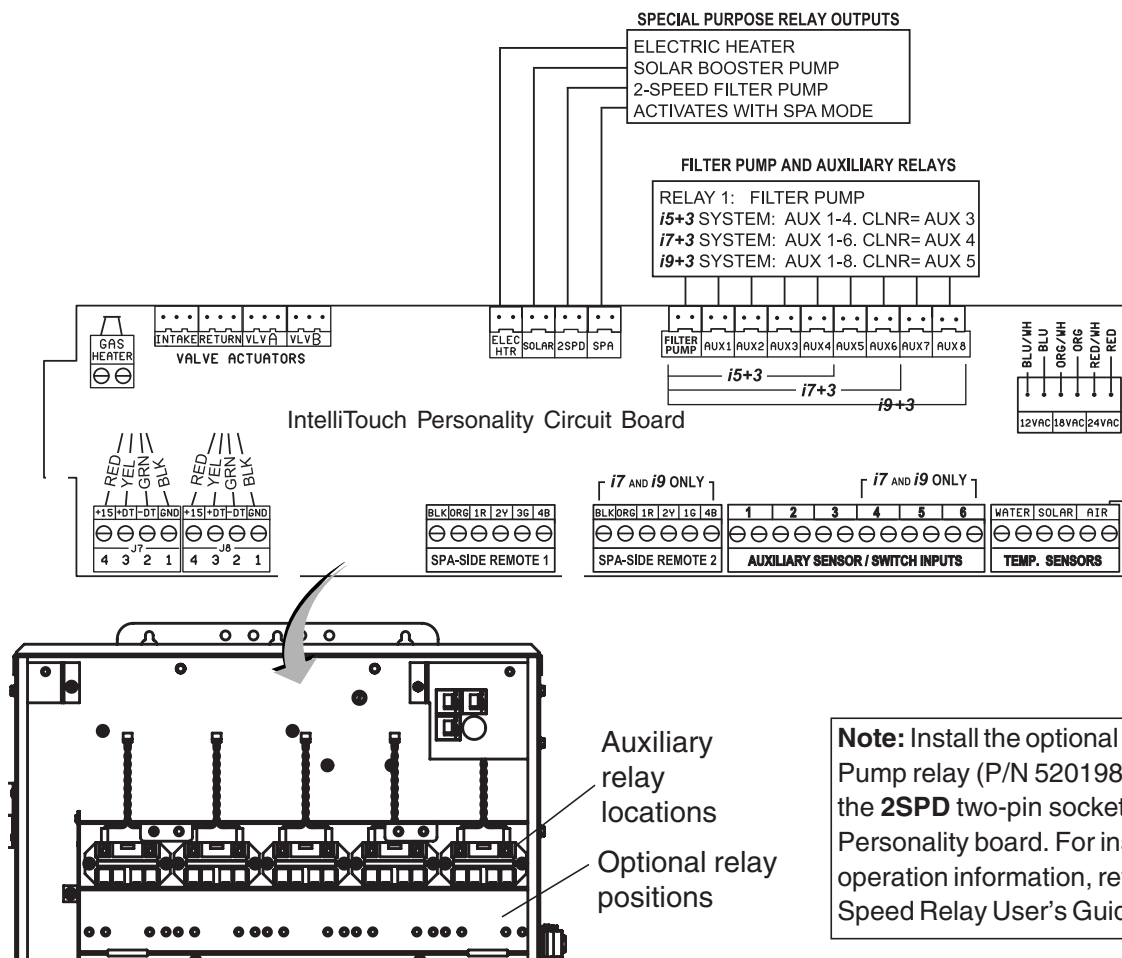 SPECIAL PURPOSE RELAY OUTPUTS
ELECTRIC HEATER
SOLAR BOOSTER PUMP
2-SPEED FILTER PUMP
ACTIVATES WITH SPA MODE
FILTER PUMP AND AUXILIARY RELAYS
RELAY 1: FILTER PUMP
i5+3 SYSTEM: AUX 1-4. CLNR= AUX 3
i7+3 SYSTEM: AUX 1-6. CLNR= AUX 4
i9+3 SYSTEM: AUX 1-8. CLNR= AUX 5
GAS HEATER
INTAKE RETURN VLVA VLVB
VALVE ACTUATORS
ELEC HTR SOLAR 2SPD SPA
FILTER PUMP AUX1 AUX2 AUX3 AUX4 AUX5 AUX6 AUX7 AUX8
i5+3
i7+3
i9+3
BLU/WH BLU ORG/WH ORG RED/WH RED
12VAC 18VAC 24VAC
IntelliTouch Personality Circuit Board
RED YEL GRN BLK
RED YEL GRN BLK
+15 +DT -DT GND
+15 +DT -DT GND
J7
J8
4 3 2 1
4 3 2 1
BLK ORG 1R 2Y 3G 4B
SPA-SIDE REMOTE 1
i7 AND i9 ONLY
BLK ORG 1R 2Y 1G 4B
SPA-SIDE REMOTE 2
i7 AND i9 ONLY
1 2 3 4 5 6
AUXILIARY SENSOR / SWITCH INPUTS
WATER SOLAR AIR
TEMP. SENSORS
Auxiliary
relay
locations
Optional relay
positions
Note: Install the optional
Pump relay (P/N 520198
the 2SPD two-pin socket
Personality board. For ins
operation information, ref
Speed Relay User's Guid